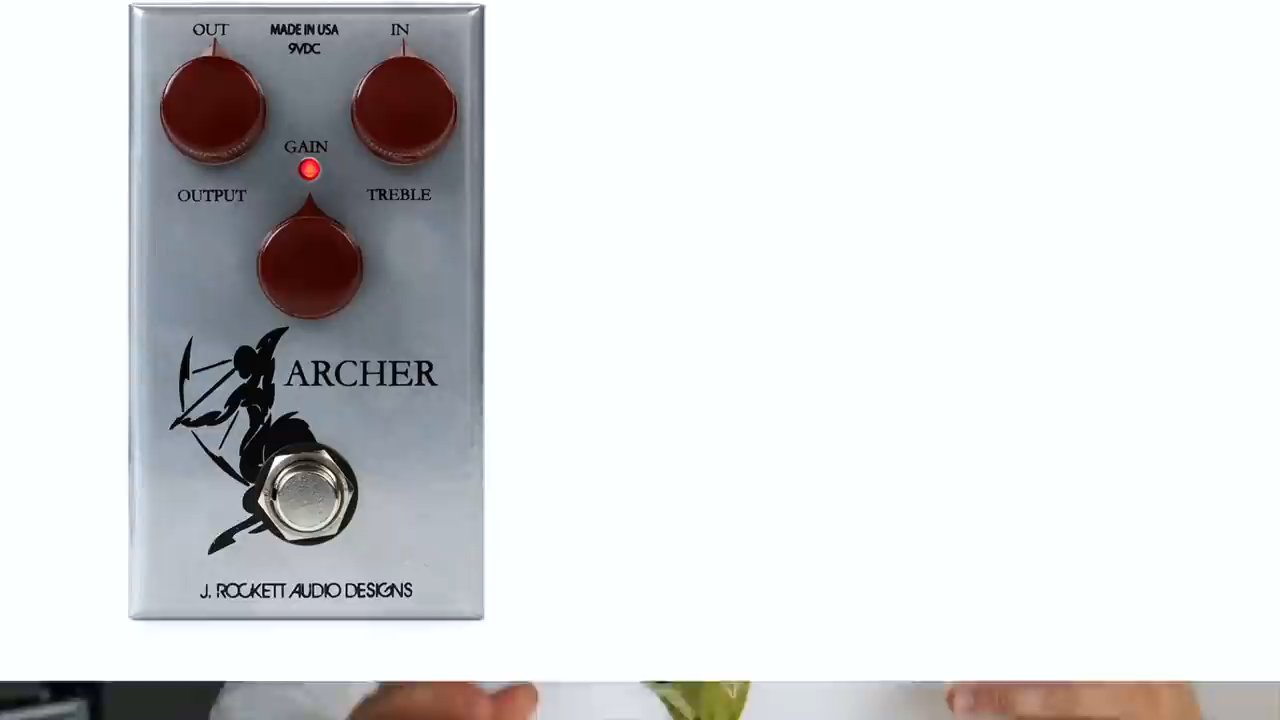 OUT
MADE IN USA
IN
9VDC
GAIN
OUTPUT
TREBLE
ARCHER
J. ROCKETT AUDIO DESIGNS